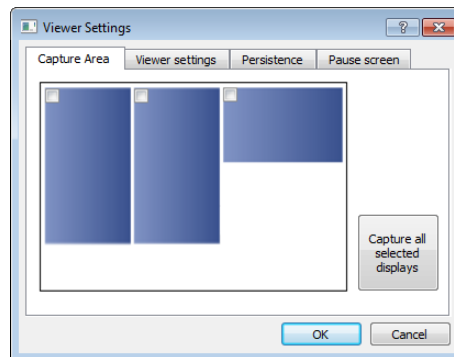 Viewer Settings
?
Capture Area
Viewer settings
Persistence
Pause screen
Capture all
selected
displays
OK
Cancel